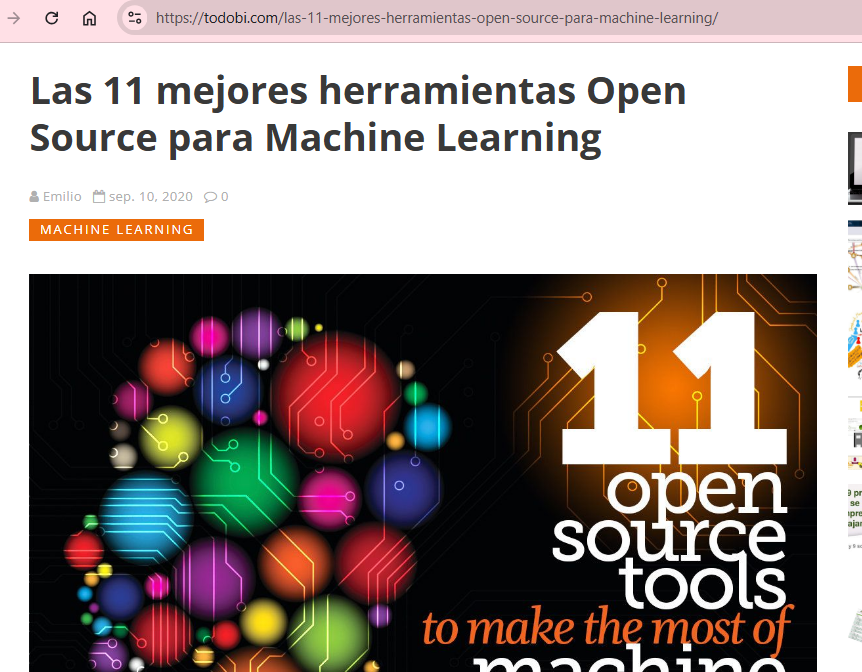 https://todobi.com/las-11-mejores-herramientas-open-source-para-machine-learning/
Las 11 mejores herramientas Open
Source para Machine Learning
Emilio sep. 10, 2020 0
MACHINE LEARNING
11
open
source
tools
to make the most of
machine